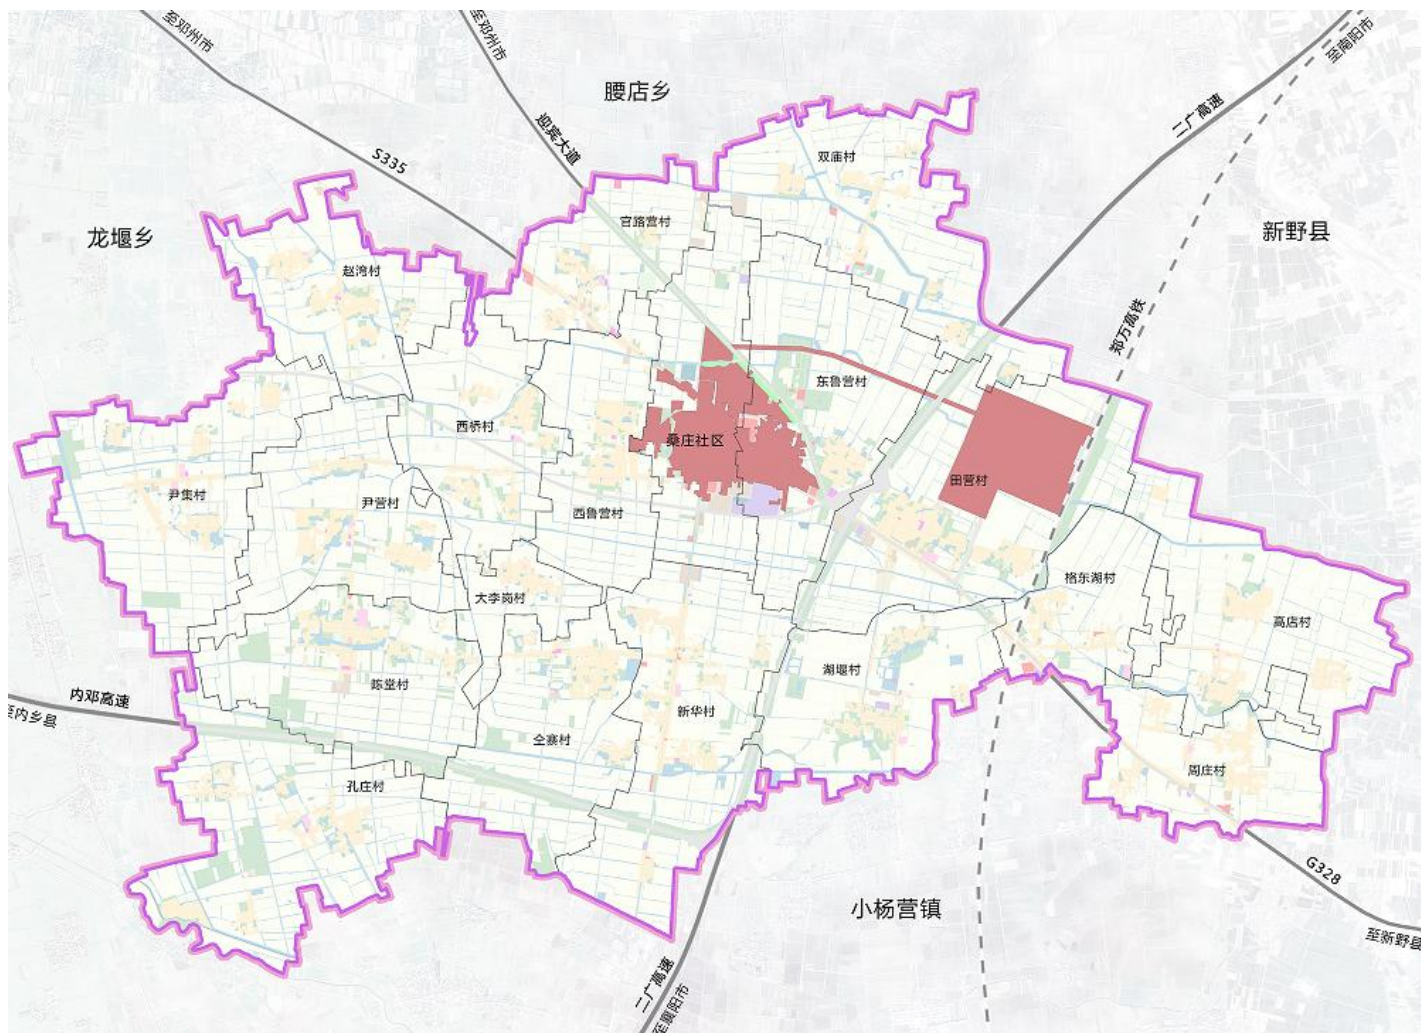 至邓州市
至邓州市
至南阳市
腰店乡
二广高速
迎宾大道
S335
双庙村
官路营村
龙堰乡
新野县
赵湾村
郑万高铁
东鲁营村
西桥村
桑庄社区
田营村
尹集村
尹营村
西鲁营村
格东湖村
大李岗村
高店村
湖堰村
陈堂村
内邓高速
至内乡县
新华村
仝寨村
周庄村
孔庄村
G328
小杨营镇
至新野县
二广高速
至襄阳市